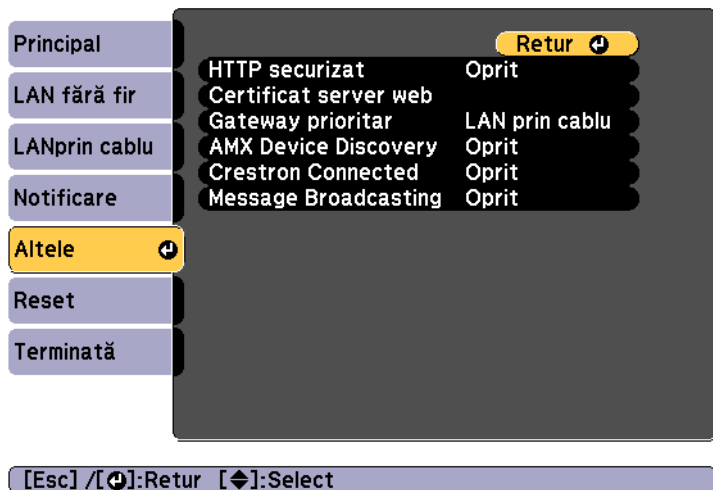 Principal
LAN fără fir
LANprin cablu
Notificare
Altele
Reset
Terminată
Retur
HTTP securizat Oprit
Certificat server web
Gateway prioritar LAN prin cablu
AMX Device Discovery Oprit
Crestron Connected Oprit
Message Broadcasting Oprit
[Esc] /[⏎]:Retur [◆]:Select